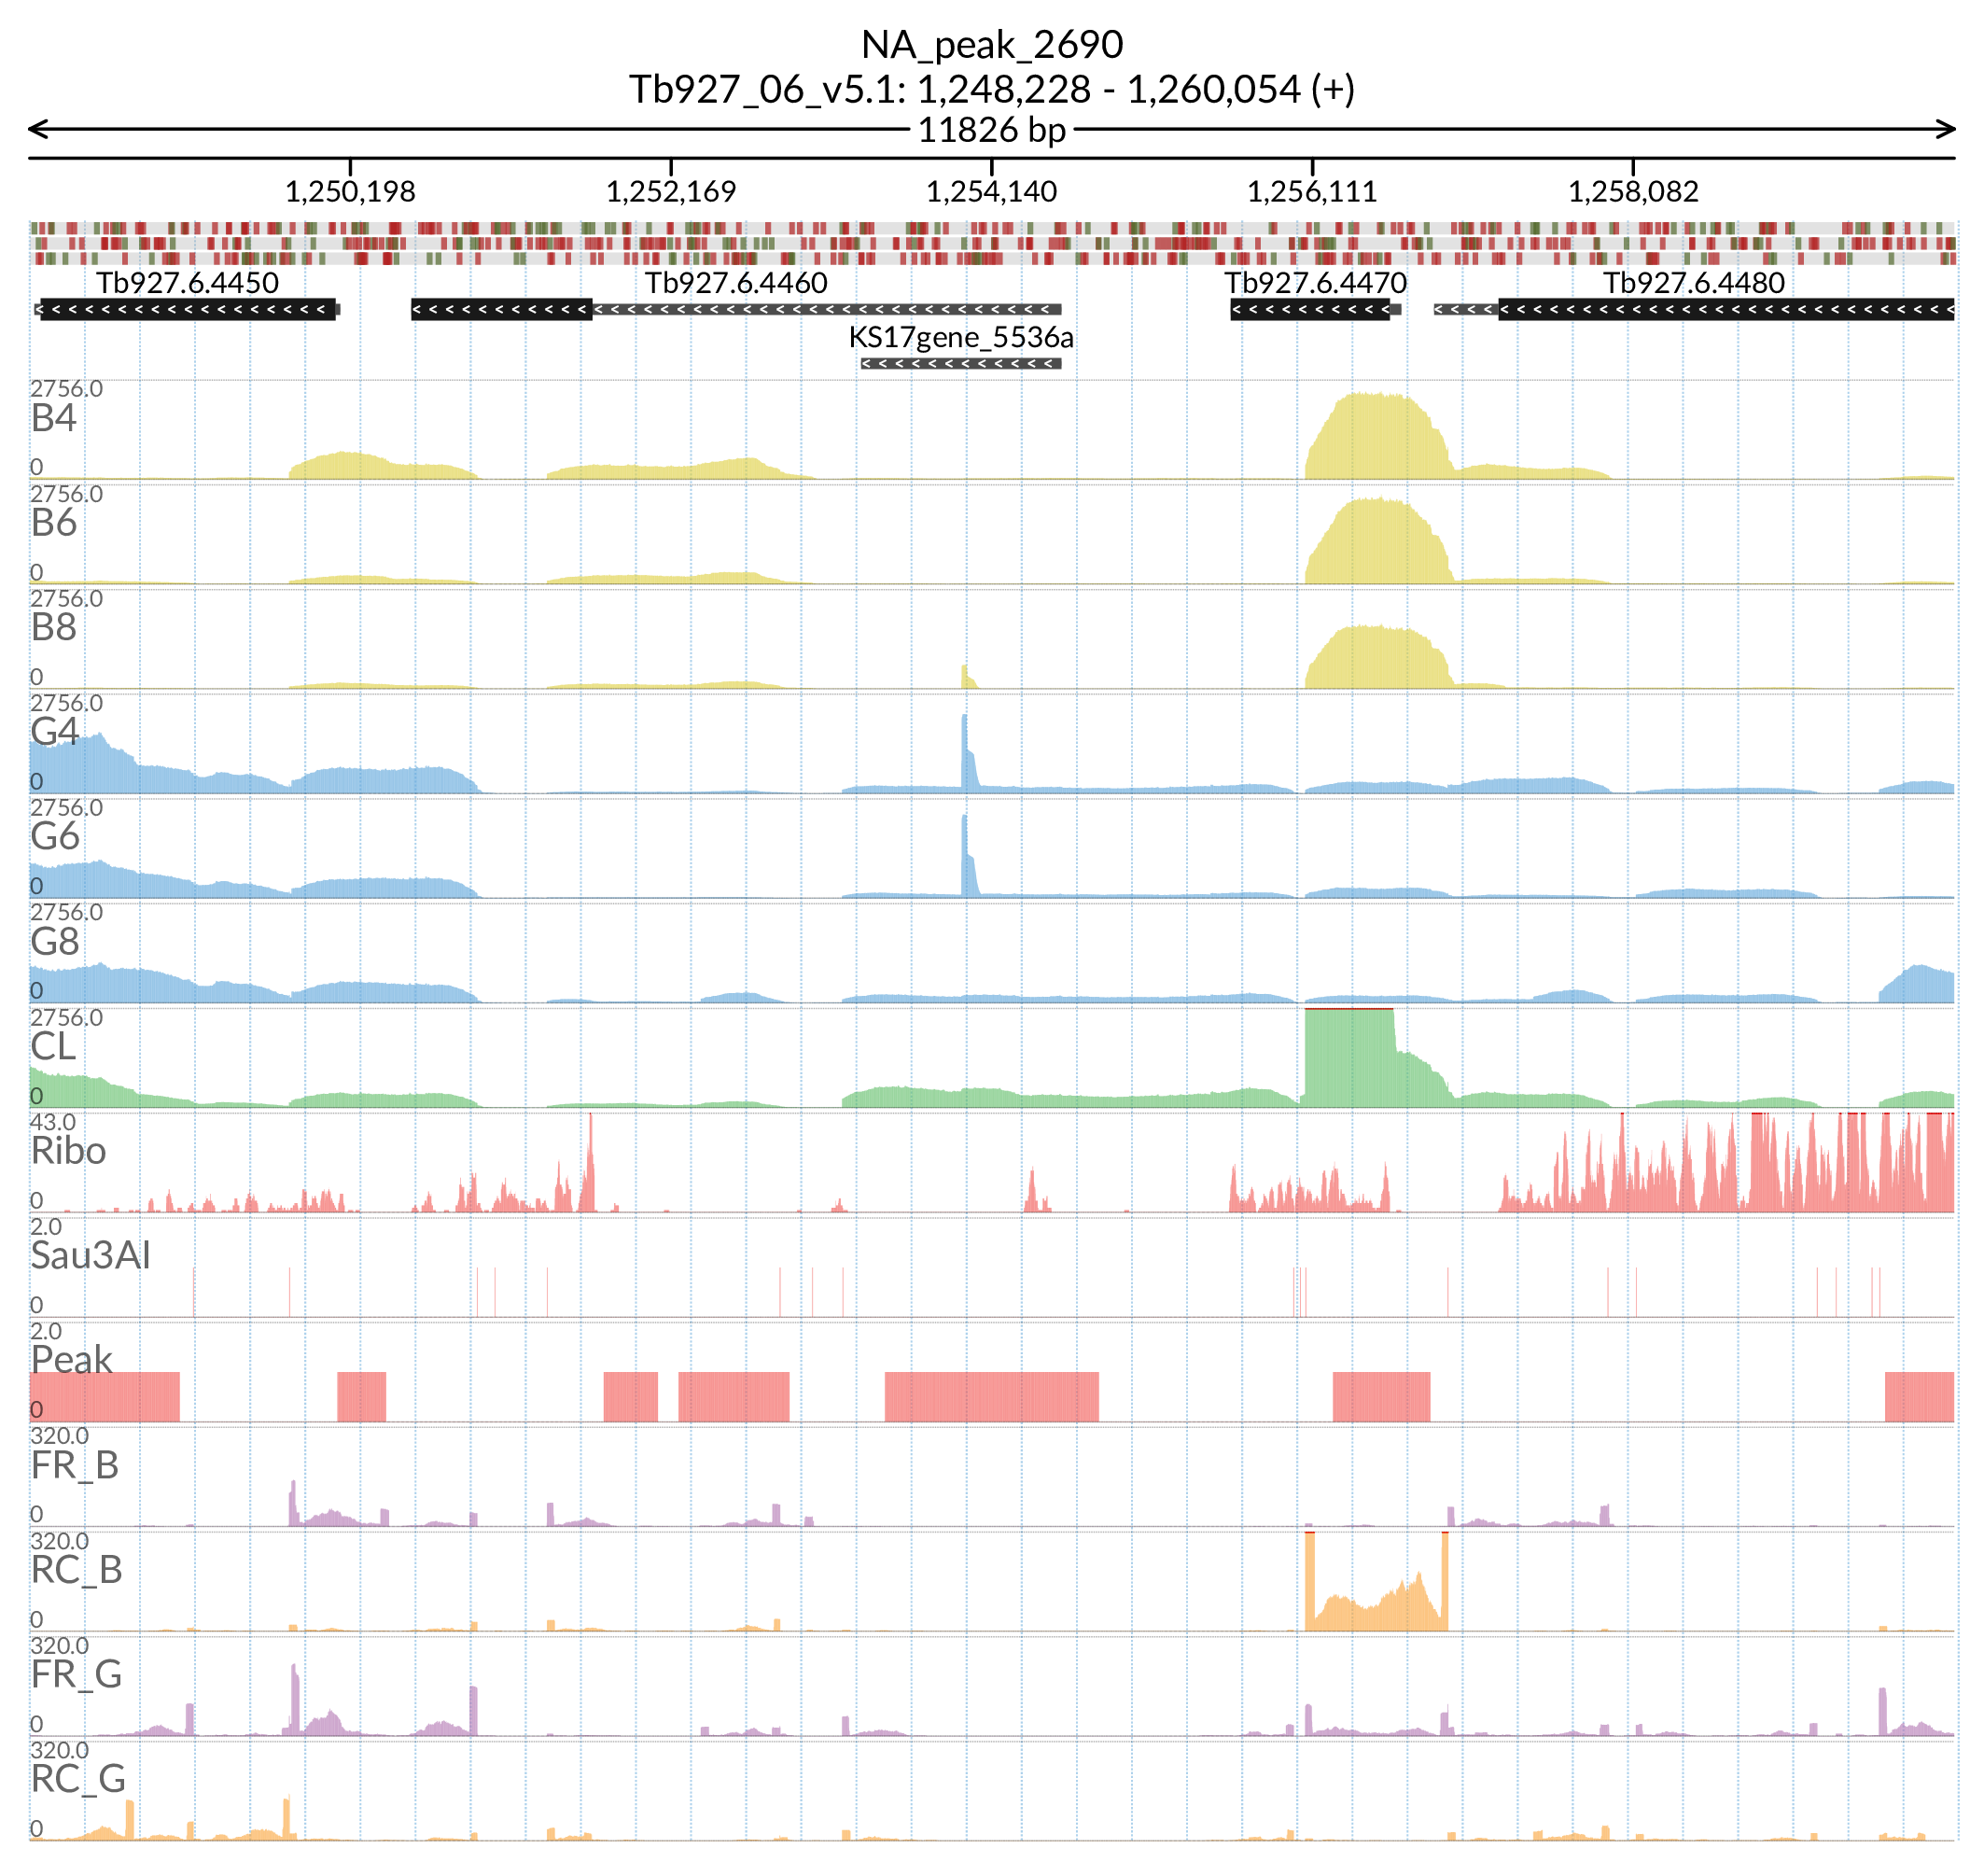 NA_peak_2690
Tb927_06_v5.1: 1,248,228 - 1,260,054 (+)
11826 bp
1,250,198 1,252,169 1,254,140 1,256,111 1,258,082
Tb927.6.4450 Tb927.6.4460 Tb927.6.4470 Tb927.6.4480
KS17gene_5536a
2756.0
B4
0
2756.0
B6
0
2756.0
B8
0
2756.0
G4
0
2756.0
G6
0
2756.0
G8
0
2756.0
CL
0
43.0
Ribo
0
2.0
Sau3AI
0
2.0
Peak
0
320.0
FR_B
0
320.0
RC_B
0
320.0
FR_G
0
320.0
RC_G
0